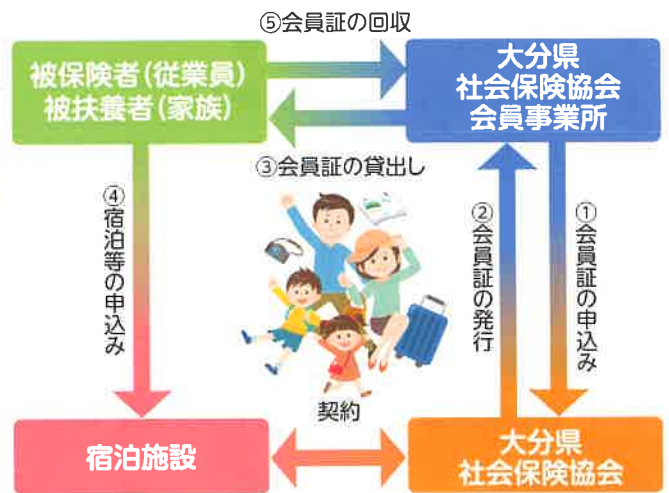 ⑤会員証の回収
被保険者(従業員)
被扶養者(家族)
大分県
社会保険協会
会員事業所
③会員証の貸出し
④宿泊等の申込み
②会員証の発行
①会員証の申込み
契約
宿泊施設
大分県
社会保険協会